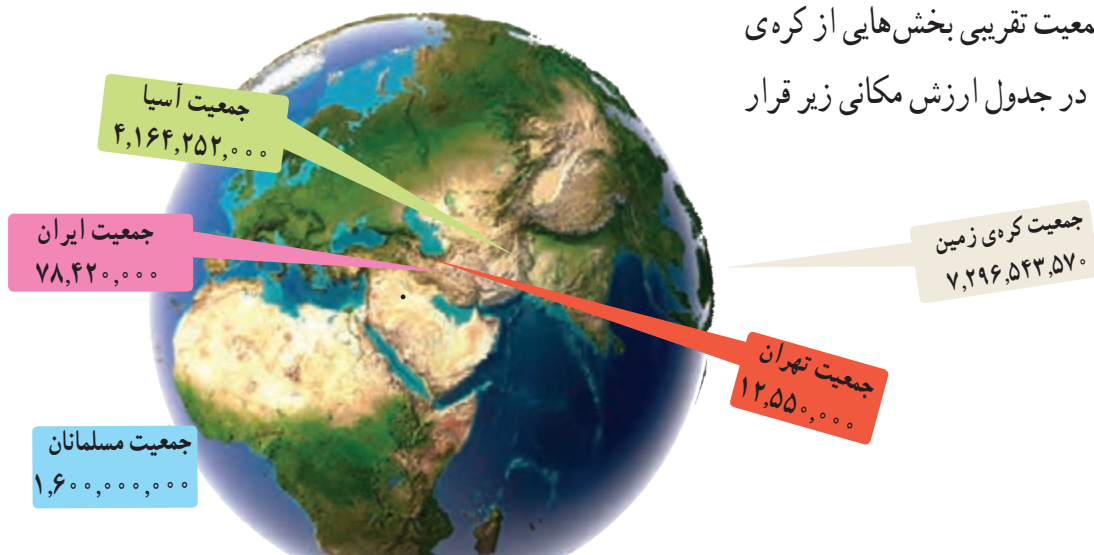 معیت تقریبی بخش‌هایی از کره‌ی
در جدول ارزش مکانی زیر قرار
جمعیت آسیا
۴,۱۶۴,۲۵۲,۰۰۰
جمعیت ایران
۷۸,۴۲۰,۰۰۰
جمعیت کره‌ی زمین
۷,۲۹۶,۵۴۳,۵۷۰
جمعیت تهران
۱۲,۵۵۰,۰۰۰
جمعیت مسلمانان
۱,۶۰۰,۰۰۰,۰۰۰